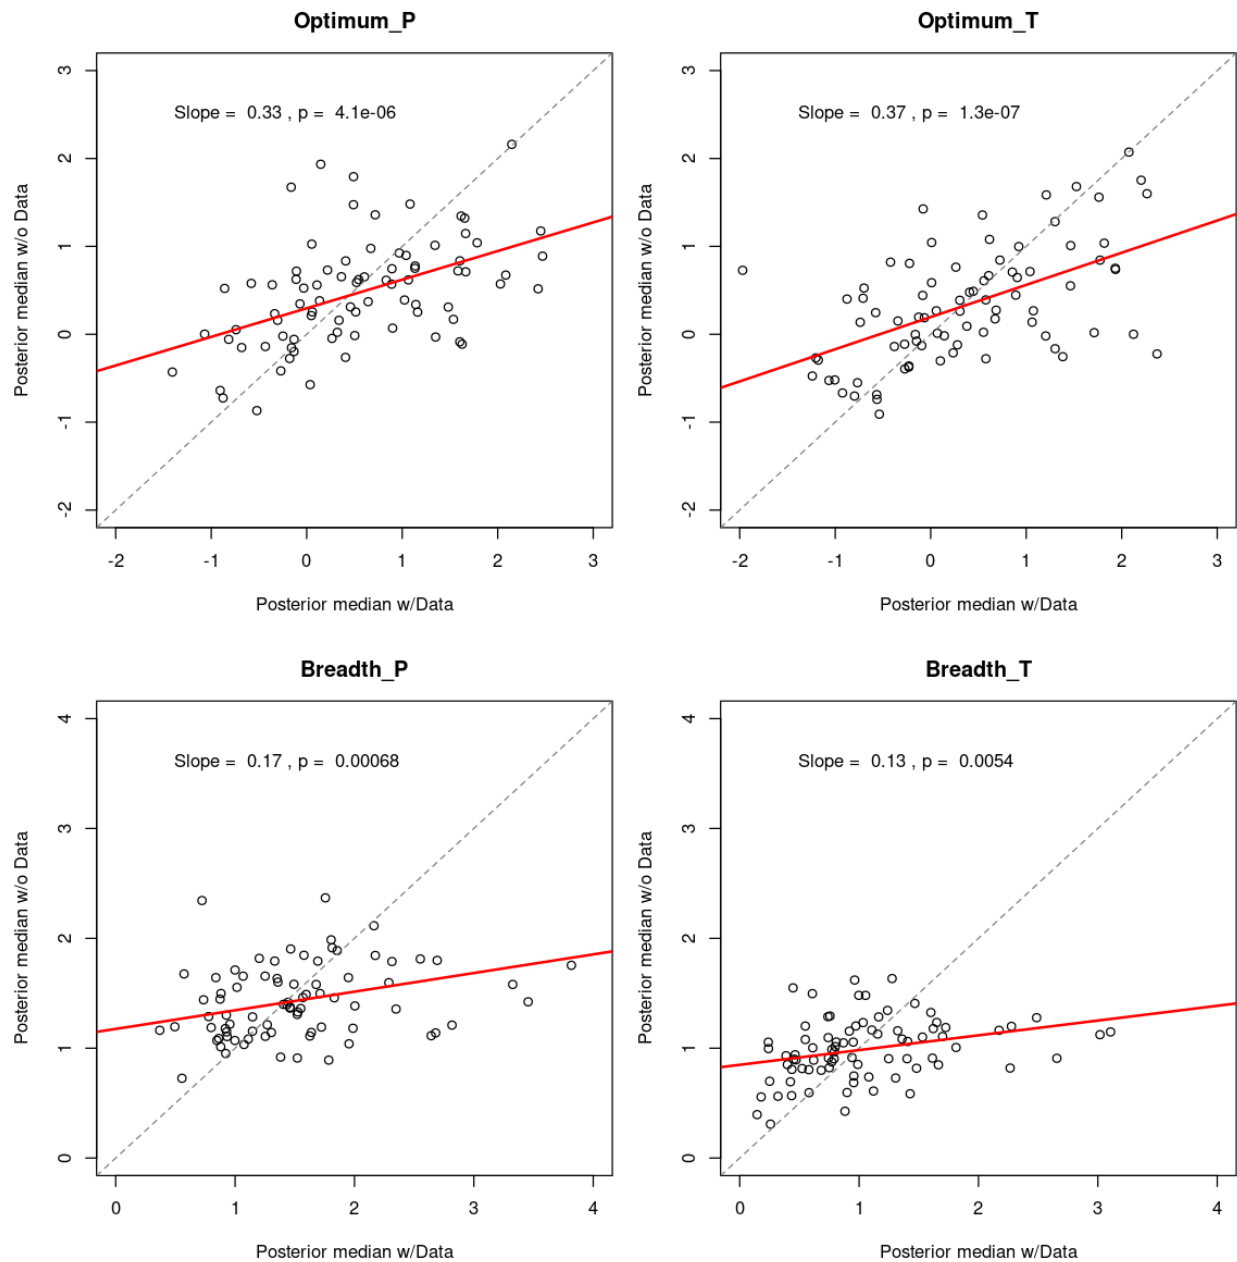 Optimum_P
Slope = 0.33 , p = 4.1e-06
3
2
1
0
-1
-2
Posterior median w/o Data
-2 -1 0 1 2 3
Posterior median w/Data
Optimum_T
Slope = 0.37 , p = 1.3e-07
3
2
1
0
-1
-2
Posterior median w/o Data
-2 -1 0 1 2 3
Posterior median w/Data
Breadth_P
Slope = 0.17 , p = 0.00068
4
3
2
1
0
Posterior median w/o Data
0 1 2 3 4
Posterior median w/Data
Breadth_T
Slope = 0.13 , p = 0.0054
4
3
2
1
0
Posterior median w/o Data
0 1 2 3 4
Posterior median w/Data